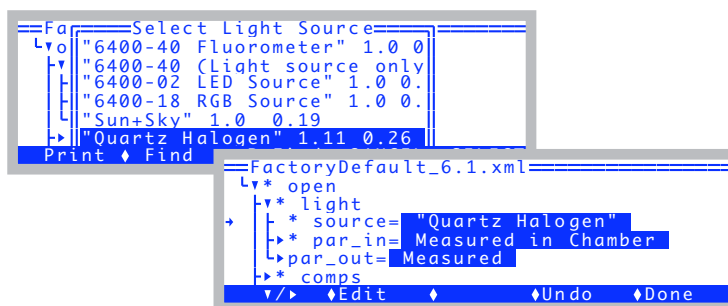 Fa Select Light Source
o "6400-40 Fluorometer" 1.0 0
"6400-40 (Light source only
"6400-02 LED Source" 1.0 0.
"6400-18 RGB Source" 1.0 0.
"Sun+Sky" 1.0 0.19
"Quartz Halogen" 1.11 0.26
Print Find
FactoryDefault_6.1.xml
* open
* light
* source= "Quartz Halogen"
* par_in= Measured in Chamber
par_out= Measured
* comps
Edit Undo Done